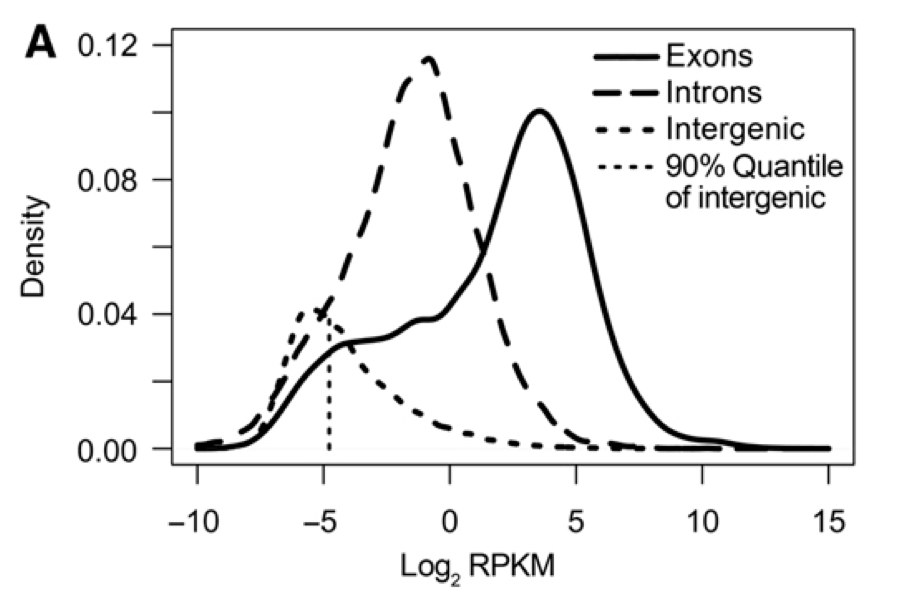 A
0.12
0.08
0.04
0.00
Density
Exons
Introns
Intergenic
90% Quantile
of intergenic
−10
−5
0
5
10
15
Log2 RPKM